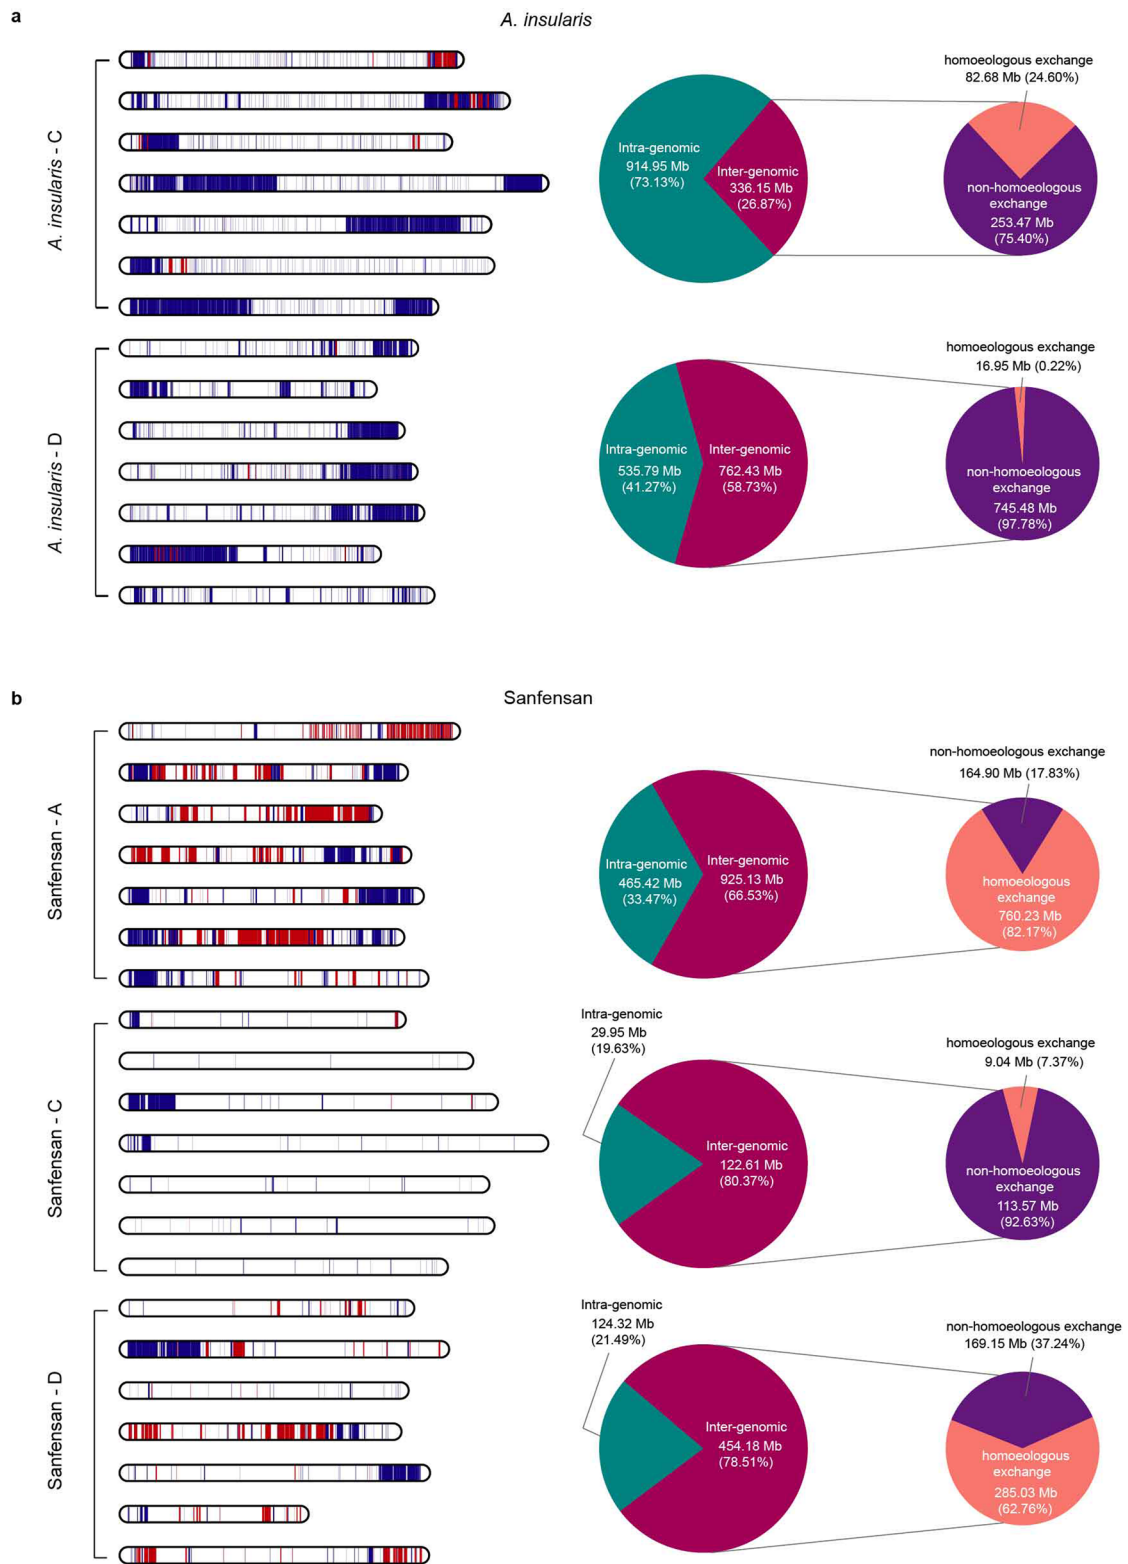 a
A. insularis
A. insularis - C
Intra-genomic
914.95 Mb
(73.13%)
Inter-genomic
336.15 Mb
(26.87%)
homoeologous exchange
82.68 Mb (24.60%)
non-homoeologous
exchange
253.47 Mb
(75.40%)
A. insularis - D
Intra-genomic
535.79 Mb
(41.27%)
Inter-genomic
762.43 Mb
(58.73%)
homoeologous exchange
16.95 Mb (0.22%)
non-homoeologous
exchange
745.48 Mb
(97.78%)
b
Sanfensan
Sanfensan - A
Intra-genomic
465.42 Mb
(33.47%)
Inter-genomic
925.13 Mb
(66.53%)
non-homoeologous exchange
164.90 Mb (17.83%)
homoeologous
exchange
760.23 Mb
(82.17%)
Sanfensan - C
Intra-genomic
29.95 Mb
(19.63%)
Inter-genomic
122.61 Mb
(80.37%)
homoeologous exchange
9.04 Mb (7.37%)
non-homoeologous
exchange
113.57 Mb
(92.63%)
Sanfensan - D
Intra-genomic
124.32 Mb
(21.49%)
Inter-genomic
454.18 Mb
(78.51%)
non-homoeologous exchange
169.15 Mb (37.24%)
homoeologous
exchange
285.03 Mb
(62.76%)